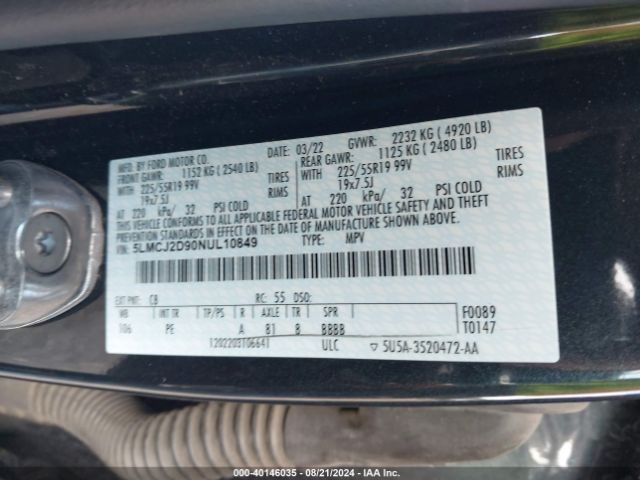 MFD. BY FORD MOTOR CO.
DATE: 03/22 GVWR: 2232 KG ( 4920 LB)
FRONT GAWR: 1152 KG ( 2540 LB) REAR GAWR: 1125 KG ( 2480 LB)
WITH 225/55R19 99V TIRES WITH 225/55R19 99V TIRES
19x7.5J RIMS 19x7.5J RIMS
AT 220 kPa/ 32 PSI COLD AT 220 kPa/ 32 PSI COLD
THIS VEHICLE CONFORMS TO ALL APPLICABLE FEDERAL MOTOR VEHICLE SAFETY AND THEFT
PREVENTION STANDARDS IN EFFECT ON THE DATE OF MANUFACTURE SHOWN ABOVE.
VIN: 5LMCJ2D90NUL10849 TYPE: MPV
EXT PNT: CB RC: 55 DSO:
WB INT TR TP/PS R AXLE TR SPR F0089
106 PE A 81 8 BBBB T0147
ULC 5U5A-3520472-AA
000-40146035 - 08/21/2024 - IAA Inc.